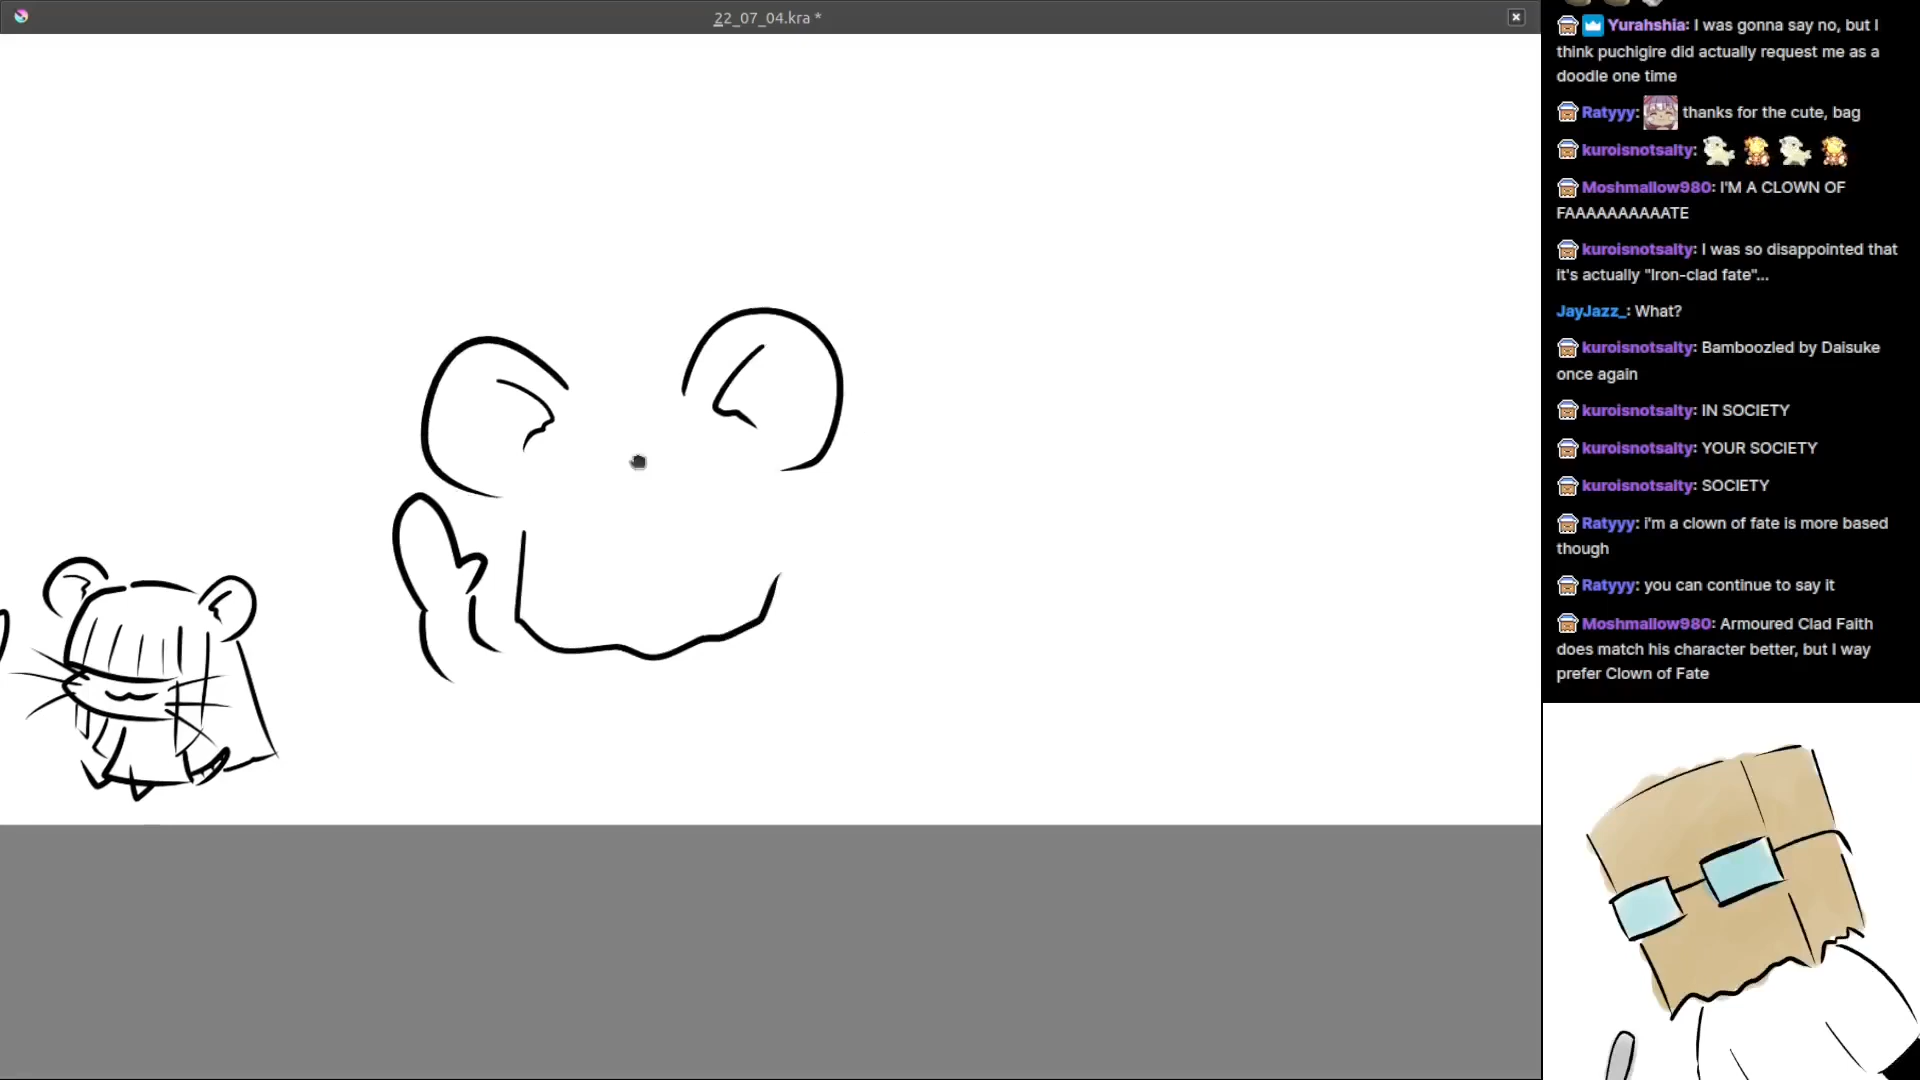 22_07_04.kra *
Yurahshia: I was gonna say no, but I
think puchigire did actually request me as a
doodle one time
Ratyyy: thanks for the cute, bag
kuroisnotsalty:
Moshmallow980: I'M A CLOWN OF
FAAAAAAAAAATE
kuroisnotsalty: I was so disappointed that
it's actually "Iron-clad fate"...
JayJazz_: What?
kuroisnotsalty: Bamboozled by Daisuke
once again
kuroisnotsalty: IN SOCIETY
kuroisnotsalty: YOUR SOCIETY
kuroisnotsalty: SOCIETY
Ratyyy: i'm a clown of fate is more based
though
Ratyyy: you can continue to say it
Moshmallow980: Armoured Clad Faith
does match his character better, but I way
prefer Clown of Fate